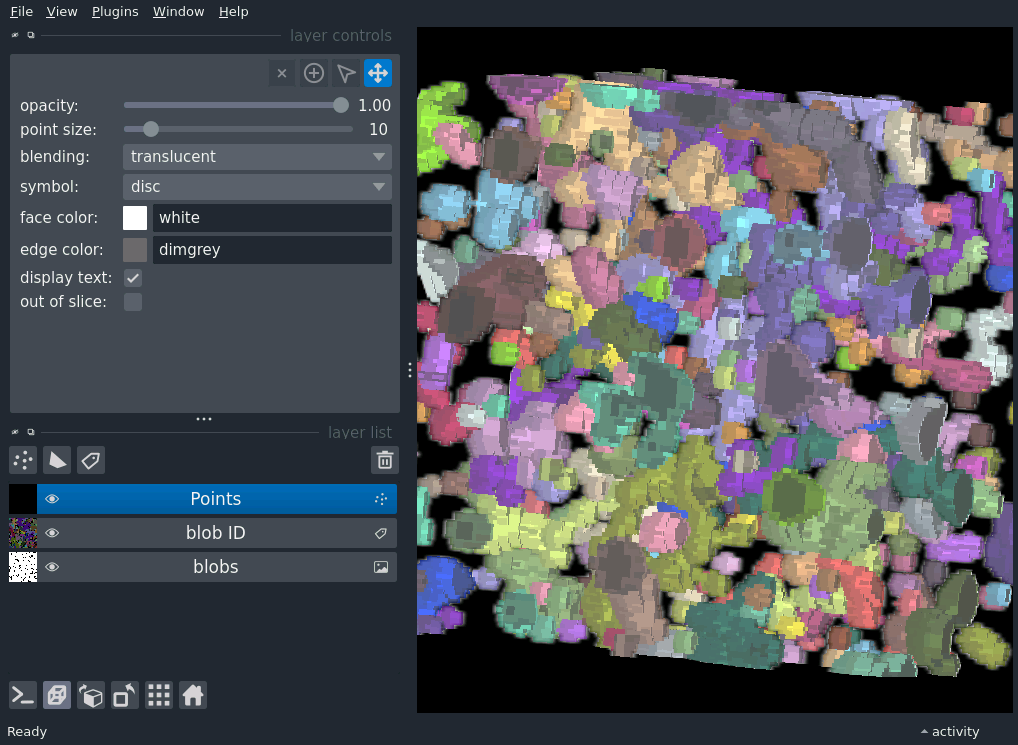 File View Plugins Window Help
layer controls
opacity: 1.00
point size: 10
blending: translucent
symbol: disc
face color: white
edge color: dimgrey
display text:
out of slice:
layer list
Points
blob ID
blobs
Ready activity